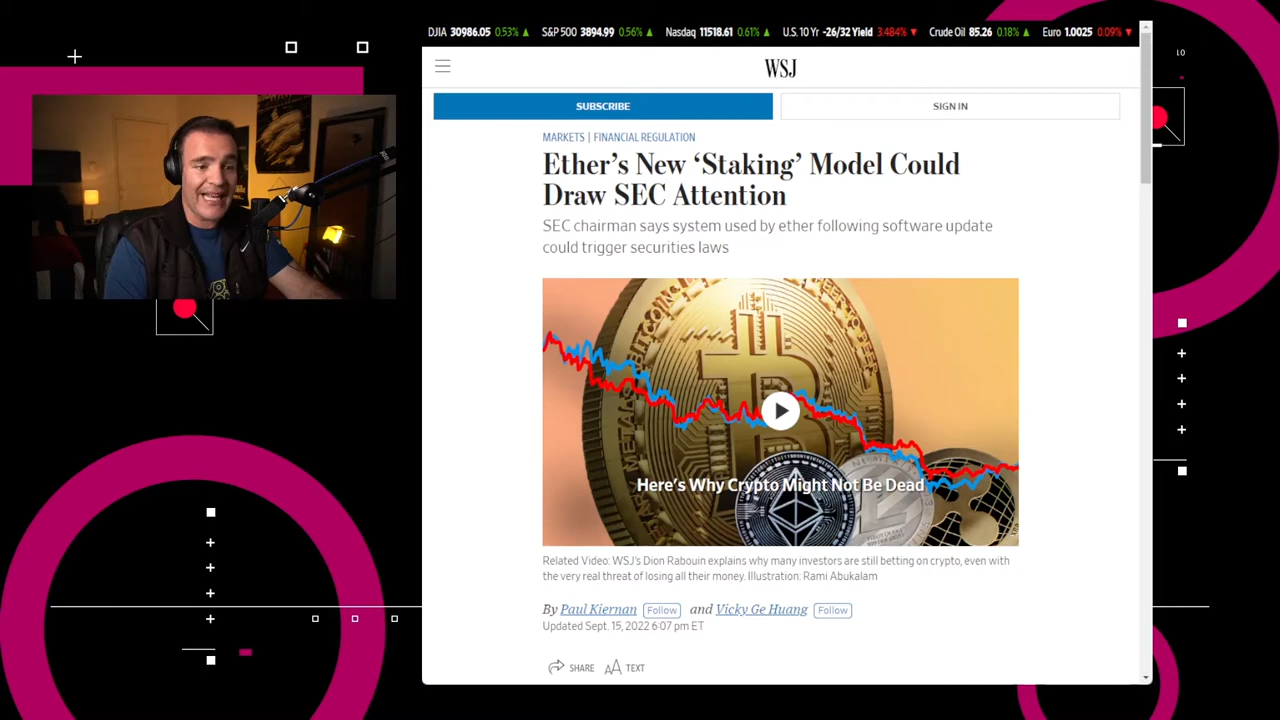 DJIA 30986.05 0.53% ▲ S&P 500 3894.99 0.56% ▲ Nasdaq 11518.61 0.61% ▲ U.S. 10 Yr -26/32 Yield 3.484% ▼ Crude Oil 85.26 0.18% ▲ Euro 1.0025 0.09% ▼
WSJ
SUBSCRIBE SIGN IN
MARKETS | FINANCIAL REGULATION
Ether's New ‘Staking’ Model Could
Draw SEC Attention
SEC chairman says system used by ether following software update
could trigger securities laws
Here's Why Crypto Might Not Be Dead
Related Video: WSJ's Dion Rabouin explains why many investors are still betting on crypto, even with
the very real threat of losing all their money. Illustration: Rami Abukalam
By Paul Kiernan Follow and Vicky Ge Huang Follow
Updated Sept. 15, 2022 6:07 pm ET
SHARE AA TEXT